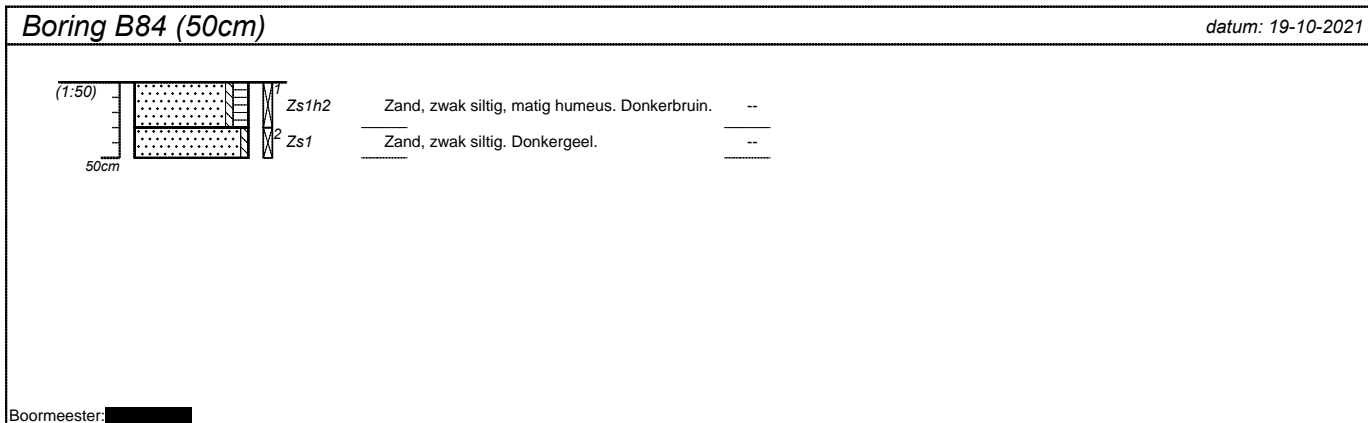 Boring B84 (50cm) datum: 19-10-2021
(1:50) 1 Zs1h2 Zand, zwak siltig, matig humeus. Donkerbruin. --
2 Zs1 Zand, zwak siltig. Donkergeel. --
50cm
Boormeester: